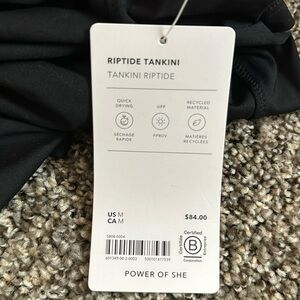 RIPTIDE TANKINI
TANKINI RIPTIDE
QUICK
DRYING
UPF
RECYCLED
MATERIAL
SÉCHAGE
RAPIDE
FPRUV
MATIÈRES
RECYCLÉES
US M
CA M
$84.00
Certified
B
Corporation
POWER OF SHE